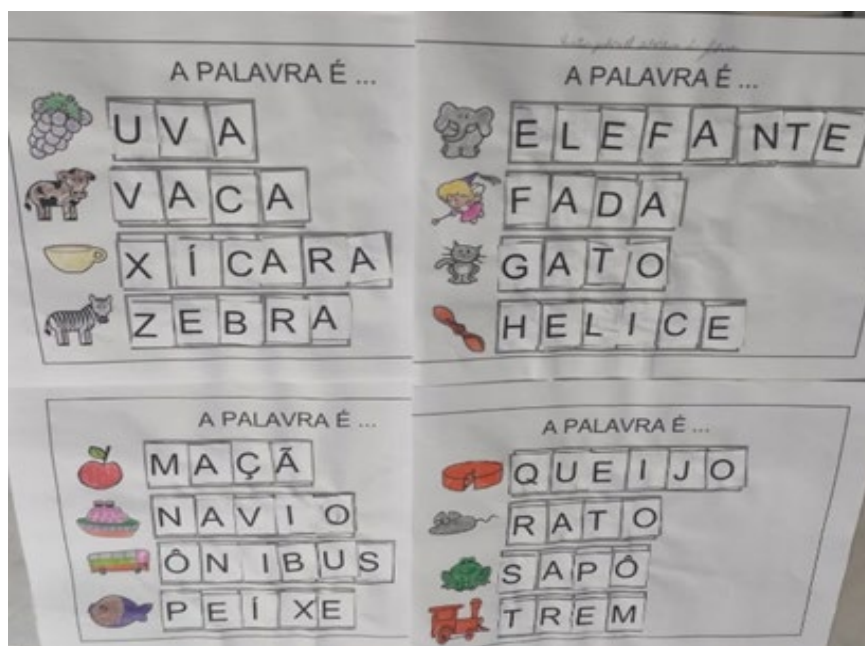 A PALAVRA É ...
UVA
VACA
XÍCARA
ZEBRA
A PALAVRA É ...
ELEFANTE
FADA
GATO
HELICE
A PALAVRA É ...
MAÇÃ
NAVIO
ÔNIBUS
PEÍXE
A PALAVRA É ...
QUEIJO
RATO
SAPÔ
TREM